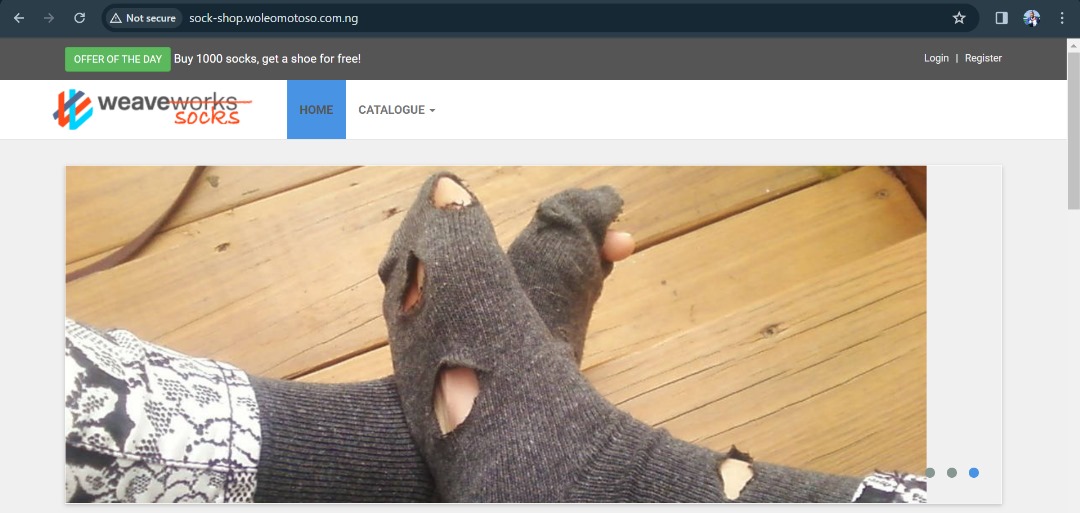 Not secure sock-shop.woleomotoso.com.ng
OFFER OF THE DAY Buy 1000 socks, get a shoe for free! Login | Register
weaveworks
socks
HOME CATALOGUE